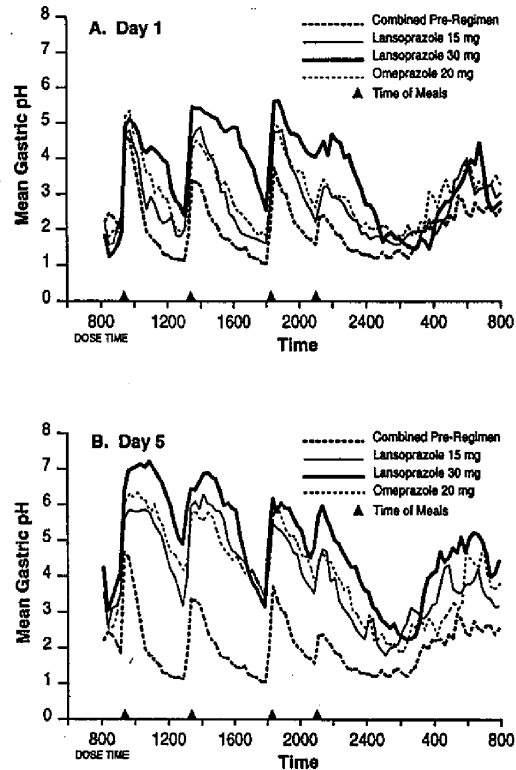 A. Day 1
Combined Pre-Regimen
Lansoprazole 15 mg
Lansoprazole 30 mg
Omeprazole 20 mg
Time of Meals
Mean Gastric pH
8
7
6
5
4
3
2
1
0
800 1200 1600 2000 2400 400 800
DOSE TIME
Time
B. Day 5
Combined Pre-Regimen
Lansoprazole 15 mg
Lansoprazole 30 mg
Omeprazole 20 mg
Time of Meals
Mean Gastric pH
8
7
6
5
4
3
2
1
0
800 1200 1600 2000 2400 400 800
DOSE TIME
Time